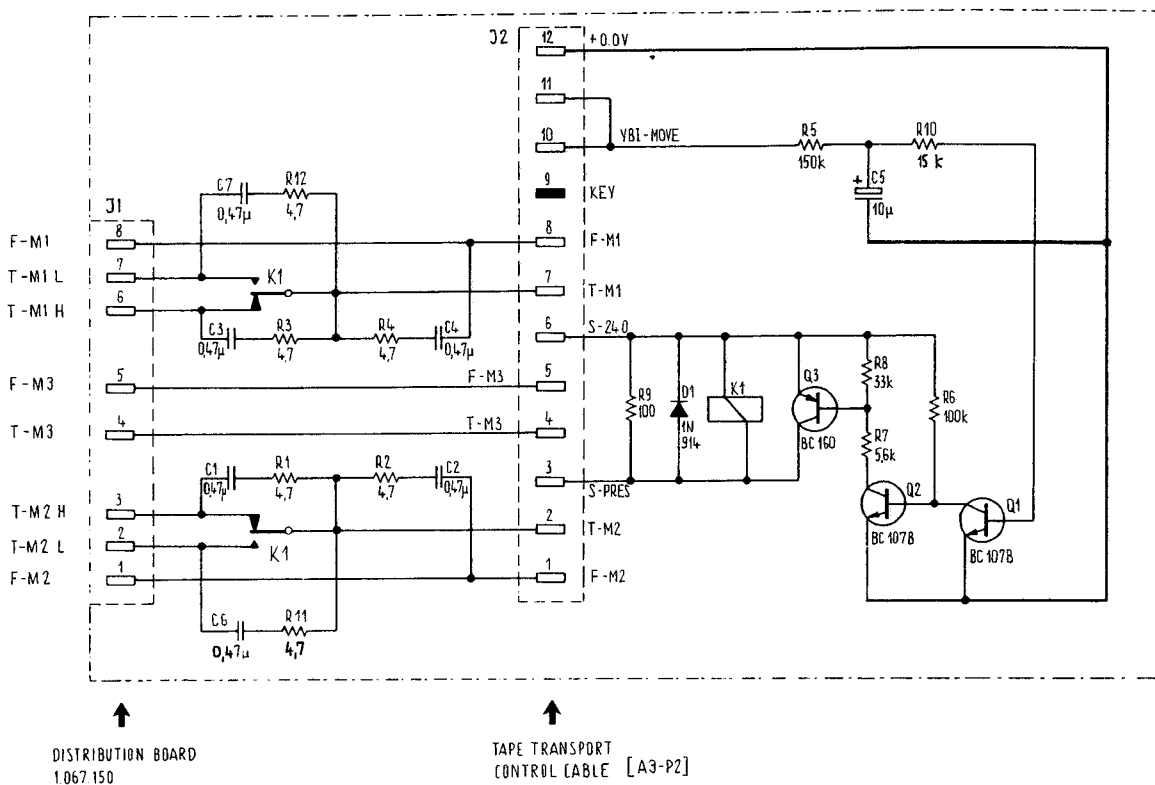 J2
12
+0.0V
11
10
YBI-MOVE
R5
150k
R10
15 k
+
C5
10µ
9
KEY
C7
0,47µ
R12
4,7
J1
F-M1
8
8
F-M1
T-M1 L
7
K1
7
T-M1
T-M1 H
6
C3
0,47µ
R3
4,7
R4
4,7
C4
0,47µ
6
S-240
F-M3
5
F-M3
5
T-M3
4
T-M3
4
R9
100
D1
1N
914
K1
Q3
BC 160
R8
33k
R7
5,6k
R6
100k
C1
0,47µ
R1
4,7
R2
4,7
C2
0,47µ
3
S-PRES
T-M2 H
3
2
T-M2
T-M2 L
2
K1
F-M2
1
1
F-M2
Q2
BC 107B
Q1
BC 107B
C6
0,47µ
R11
4,7
DISTRIBUTION BOARD
1.067.150
TAPE TRANSPORT
CONTROL CABLE [A3-P2]